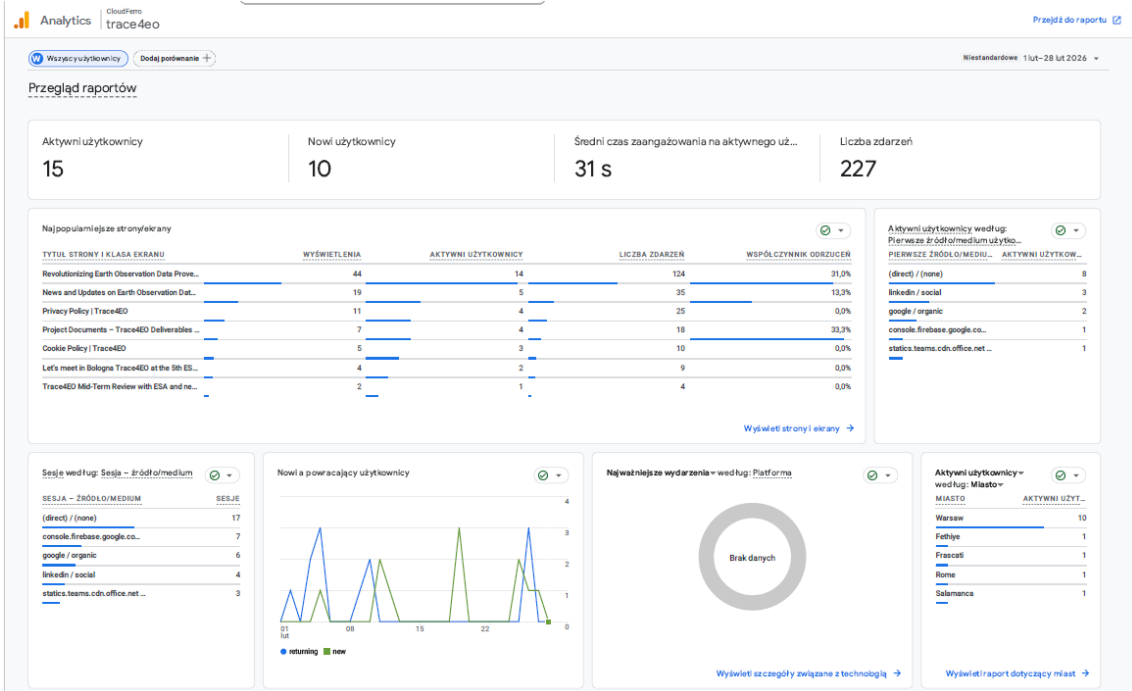 Analytics
CloudFerro
trace4eo
Przejdź do raportu
W Wszyscy użytkownicy
Dodaj porównanie +
Niestandardowe 1 lut–28 lut 2026
Przegląd raportów
Aktywni użytkownicy
15
Nowi użytkownicy
10
Średni czas zaangażowania na aktywnego uż...
31 s
Liczba zdarzeń
227
Najpopularniejsze strony/ekrany
TYTUŁ STRONY I KLASA EKRANU WYŚWIETLENIA AKTYWNI UŻYTKOWNICY LICZBA ZDARZEŃ WSPÓŁCZYNNIK ODRZUCEŃ
Revolutionizing Earth Observation Data Prove... 44 14 124 31,0%
News and Updates on Earth Observation Dat... 19 5 35 13,3%
Privacy Policy | Trace4EO 11 4 25 0,0%
Project Documents – Trace4EO Deliverables ... 7 4 18 33,3%
Cookie Policy | Trace4EO 5 3 10 0,0%
Let's meet in Bologna Trace4EO at the 5th ES... 4 2 9 0,0%
Trace4EO Mid-Term Review with ESA and ne... 2 1 4 0,0%
Wyświetl strony i ekrany
Aktywni użytkownicy według:
Pierwsze źródło/medium użytko...
PIERWSZE ŹRÓDŁO/MEDIU... AKTYWNI UŻYTKOW...
(direct) / (none) 8
linkedin / social 3
google / organic 2
console.firebase.google.co... 1
statics.teams.cdn.office.net ... 1
Sesje według: Sesja – źródło/medium
SESJA – ŹRÓDŁO/MEDIUM SESJE
(direct) / (none) 17
console.firebase.google.co... 7
google / organic 6
linkedin / social 4
statics.teams.cdn.office.net ... 3
Nowi a powracający użytkownicy
4
3
2
1
0
01 08 15 22
lut
returning new
Najważniejsze wydarzenia według: Platforma
Brak danych
Wyświetl szczegóły związane z technologią
Aktywni użytkownicy
według: Miasto
MIASTO AKTYWNI UŻYT...
Warsaw 10
Fethiye 1
Frascati 1
Rome 1
Salamanca 1
Wyświetl raport dotyczący miast